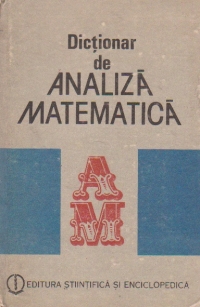 Dicționar
de
ANALIZĂ
MATEMATICĂ
A
M
EDITURA ȘTIINȚIFICĂ ȘI ENCICLOPEDICĂ